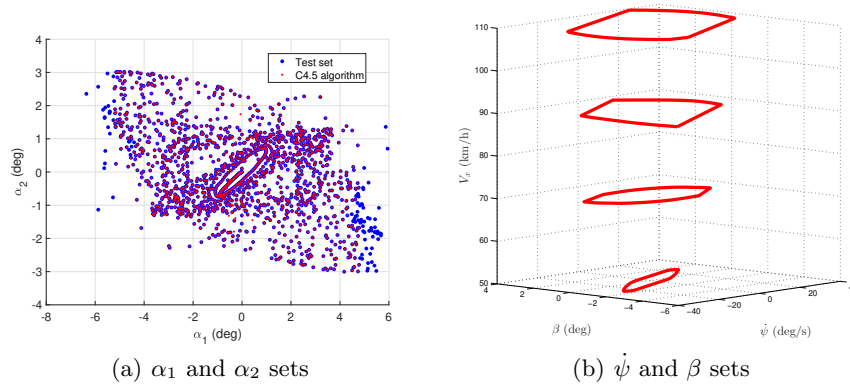 4
3
2
1
0
-1
-2
-3
-4
α₂ (deg)
Test set
C4.5 algorithm
-8 -6 -4 -2 0 2 4 6
α₁ (deg)
(a) α₁ and α₂ sets
110
100
90
80
70
60
50
Vₓ (km/h)
4 2 0 −2 −4 −6
β (deg)
−40 −20 0 20 40
ψ̇ (deg/s)
(b) ψ̇ and β sets